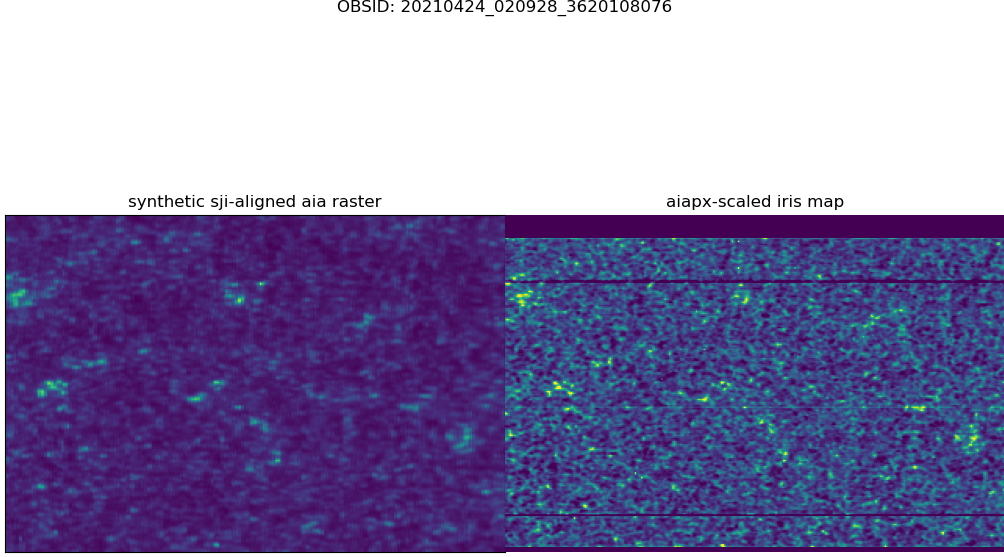 OBSID: 20210424_020928_3620108076
synthetic sji-aligned aia raster
aiapx-scaled iris map